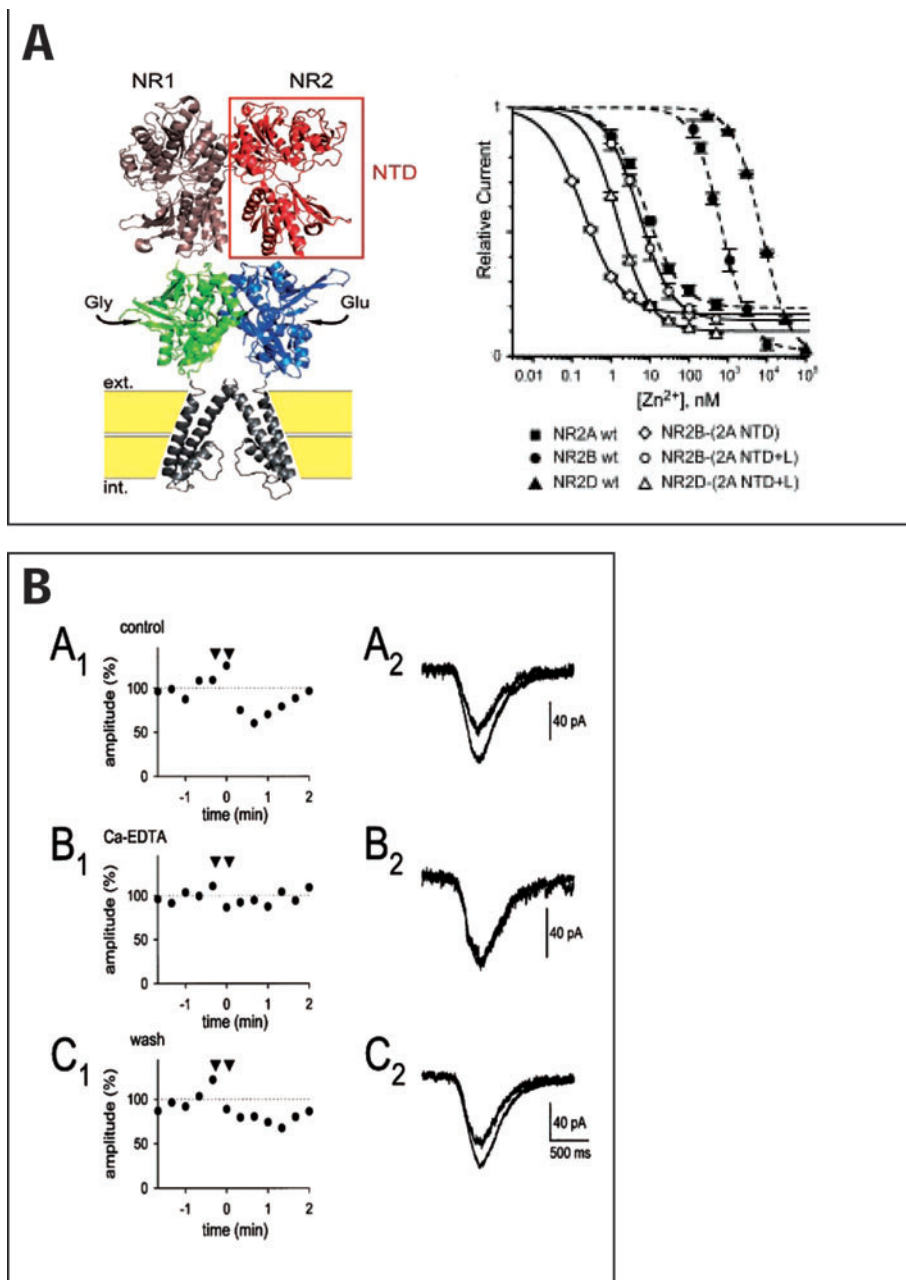 A
NR1 NR2
NTD
Gly Glu
ext.
int.
Relative Current
1
0
0.01 0.1 1 10 100 10³ 10⁴ 10⁵
[Zn²⁺], nM
■ NR2A wt ◇ NR2B-(2A NTD)
● NR2B wt ○ NR2B-(2A NTD+L)
▲ NR2D wt △ NR2D-(2A NTD+L)
B
A₁ control
amplitude (%)
100
50
0
-1 0 1 2
time (min)
A₂
40 pA
B₁ Ca-EDTA
amplitude (%)
100
50
0
-1 0 1 2
time (min)
B₂
40 pA
C₁ wash
amplitude (%)
100
50
0
-1 0 1 2
time (min)
C₂
40 pA
500 ms